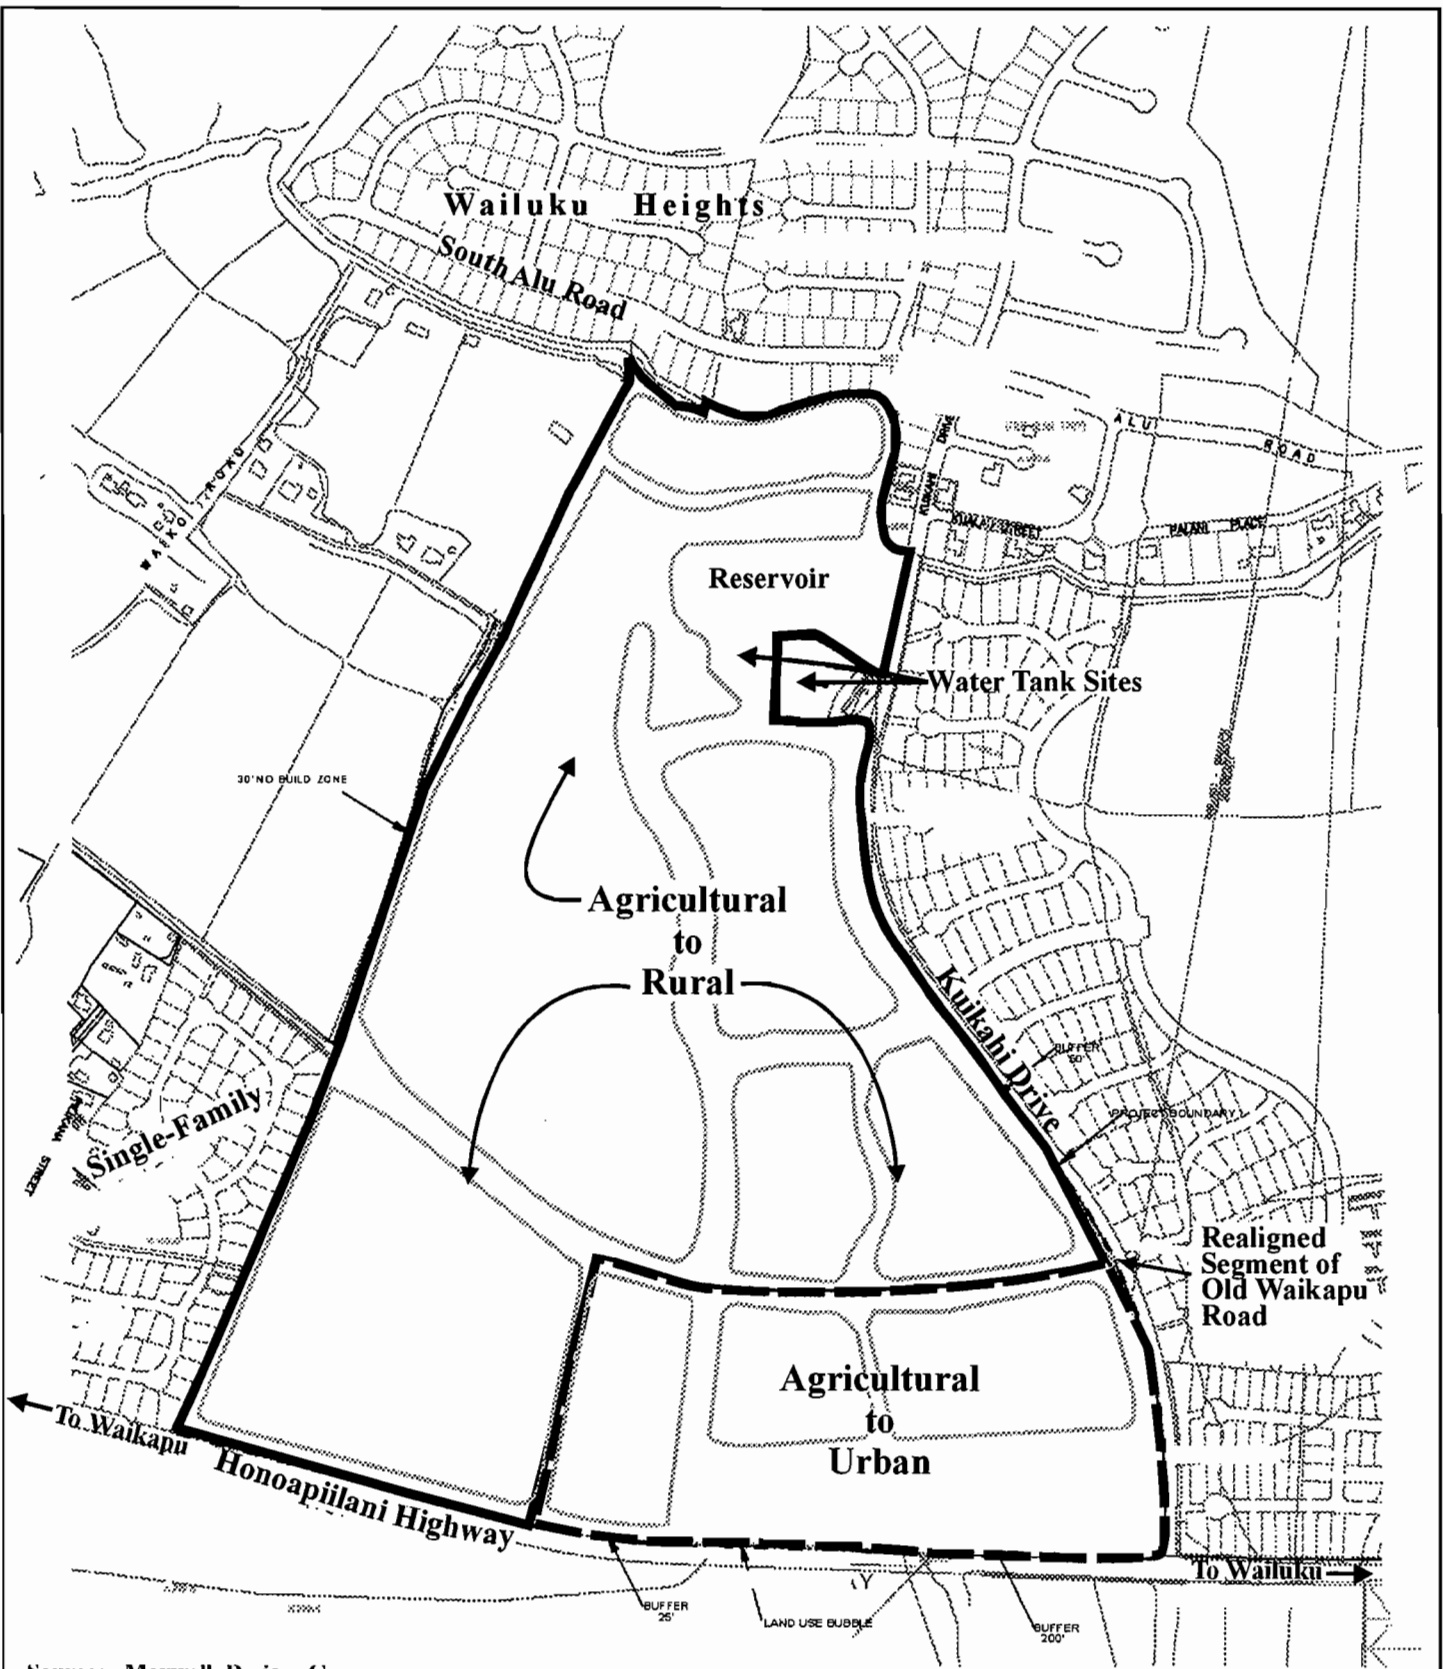 Wailuku Heights
South Alu Road
ALU ROAD
DRIVE
KUIKAHI
PALANI PLACE
Reservoir
Water Tank Sites
30' NO BUILD ZONE
Agricultural
to
Rural
Kuikahi Drive
BUFFER
PROJECT BOUNDARY
Single-Family
STREET
Realigned
Segment of
Old Waikapu
Road
Agricultural
to
Urban
To Waikapu
Honoapiilani Highway
To Wailuku
BUFFER
25'
LAND USE BUBBLE
BUFFER
200'